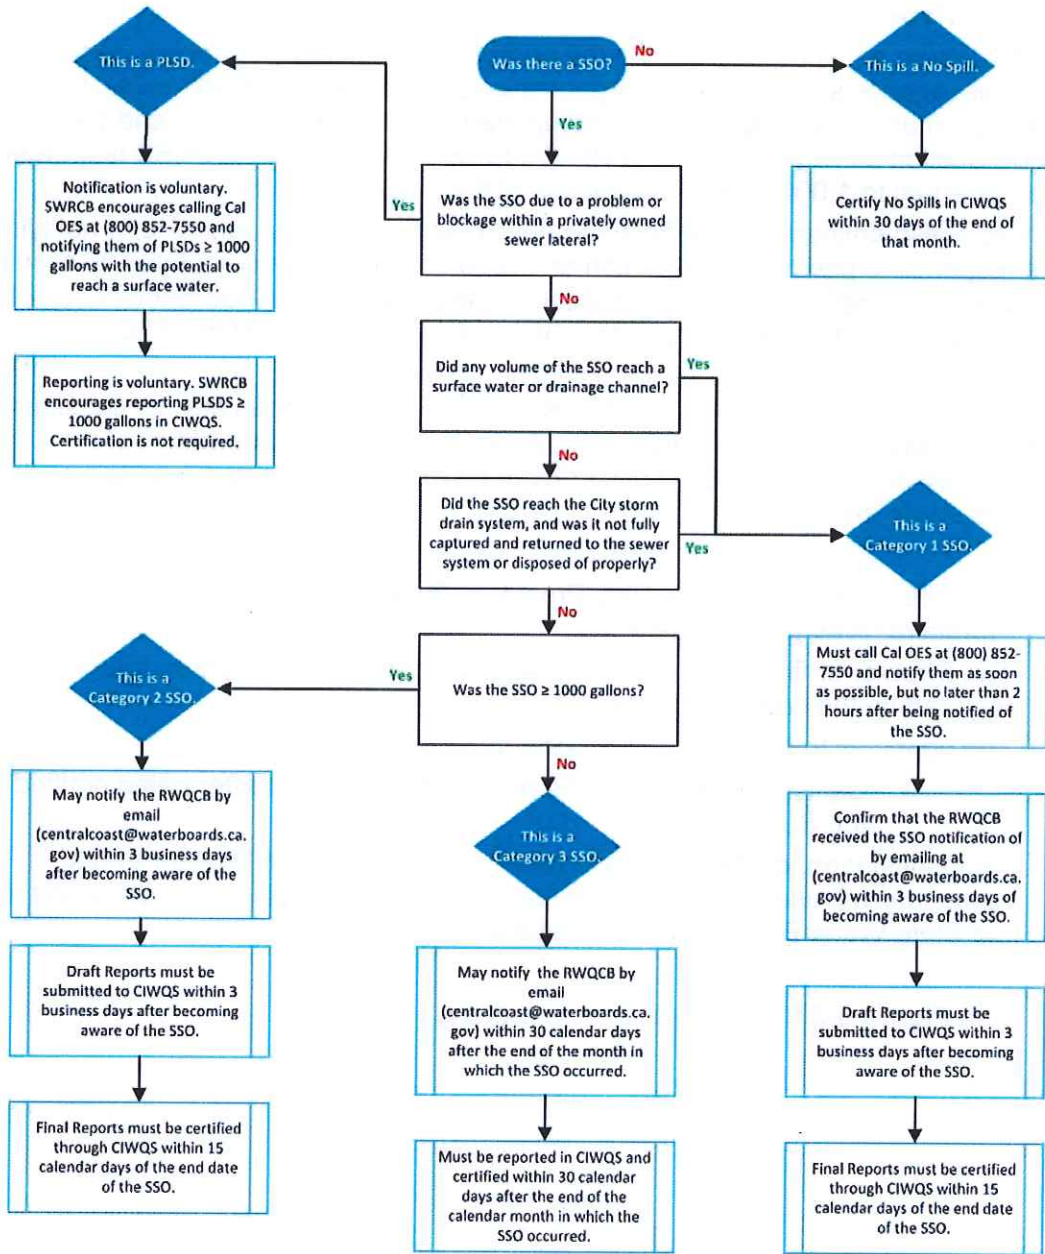 This is a PLSD.
Was there a SSO?
No
This is a No Spill.
Yes
Notification is voluntary.
SWRCB encourages calling Cal
OES at (800) 852-7550 and
notifying them of PLSDs ≥ 1000
gallons with the potential to
reach a surface water.
Yes
Was the SSO due to a problem or
blockage within a privately owned
sewer lateral?
Certify No Spills in CIWQS
within 30 days of the end of
that month.
No
Reporting is voluntary. SWRCB
encourages reporting PLSDS ≥
1000 gallons in CIWQS.
Certification is not required.
Did any volume of the SSO reach a
surface water or drainage channel?
Yes
No
Did the SSO reach the City storm
drain system, and was it not fully
captured and returned to the sewer
system or disposed of properly?
Yes
This is a
Category 1 SSO.
No
This is a
Category 2 SSO.
Yes
Was the SSO ≥ 1000 gallons?
Must call Cal OES at (800) 852-
7550 and notify them as soon
as possible, but no later than 2
hours after being notified of
the SSO.
No
May notify the RWQCB by
email
(centralcoast@waterboards.ca.
gov) within 3 business days
after becoming aware of the
SSO.
This is a
Category 3 SSO.
Confirm that the RWQCB
received the SSO notification of
by emailing at
(centralcoast@waterboards.ca.
gov) within 3 business days of
becoming aware of the SSO.
Draft Reports must be
submitted to CIWQS within 3
business days after becoming
aware of the SSO.
May notify the RWQCB by
email
(centralcoast@waterboards.ca.
gov) within 30 calendar days
after the end of the month in
which the SSO occurred.
Draft Reports must be
submitted to CIWQS within 3
business days after becoming
aware of the SSO.
Final Reports must be certified
through CIWQS within 15
calendar days of the end date
of the SSO.
Must be reported in CIWQS and
certified within 30 calendar
days after the end of the
calendar month in which the
SSO occurred.
Final Reports must be certified
through CIWQS within 15
calendar days of the end date
of the SSO.